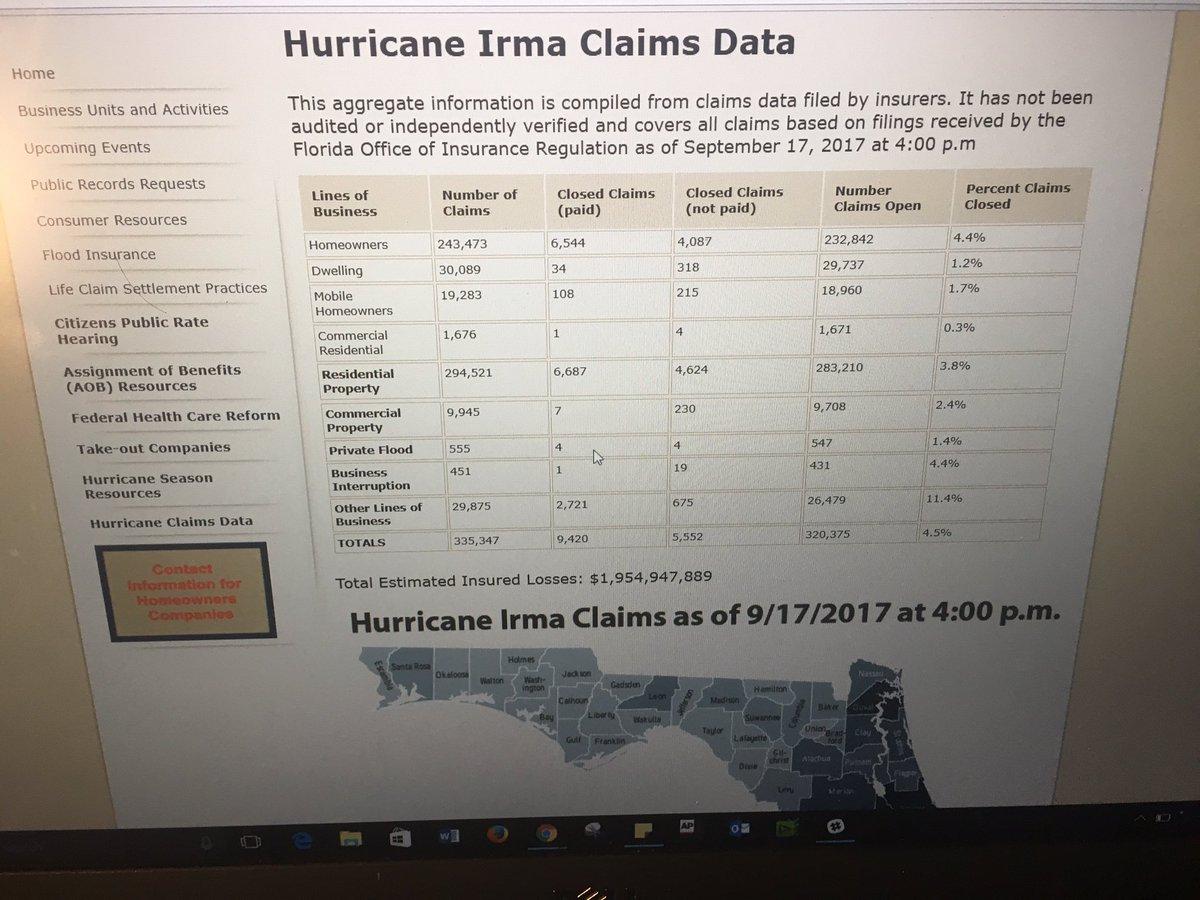 Hurricane Irma Claims Data
Home
Business Units and Activities
Upcoming Events
Public Records Requests
Consumer Resources
Flood Insurance
Life Claim Settlement Practices
Citizens Public Rate
Hearing
Assignment of Benefits
(AOB) Resources
Federal Health Care Reform
Take-out Companies
Hurricane Season
Resources
Hurricane Claims Data
Contact
Information for
Homeowners
Companies
This aggregate information is compiled from claims data filed by insurers. It has not been
audited or independently verified and covers all claims based on filings received by the
Florida Office of Insurance Regulation as of September 17, 2017 at 4:00 p.m
Lines of Business Number of Claims Closed Claims (paid) Closed Claims (not paid) Number Claims Open Percent Claims Closed
Homeowners 243,473 6,544 4,087 232,842 4.4%
Dwelling 30,089 34 318 29,737 1.2%
Mobile Homeowners 19,283 108 215 18,960 1.7%
Commercial Residential 1,676 1 4 1,671 0.3%
Residential Property 294,521 6,687 4,624 283,210 3.8%
Commercial Property 9,945 7 230 9,708 2.4%
Private Flood 555 4 4 547 1.4%
Business Interruption 451 1 19 431 4.4%
Other Lines of Business 29,875 2,721 675 26,479 11.4%
TOTALS 335,347 9,420 5,552 320,375 4.5%
Total Estimated Insured Losses: $1,954,947,889
Hurricane Irma Claims as of 9/17/2017 at 4:00 p.m.
Escambia
Santa Rosa
Okaloosa
Walton
Holmes
Wash-
ington
Bay
Jackson
Calhoun
Gulf
Liberty
Franklin
Gadsden
Leon
Wakulla
Jefferson
Madison
Taylor
Hamilton
Suwannee
Lafayette
Dixie
Columbia
Gil-
christ
Levy
Baker
Union
Brad-
ford
Alachua
Marion
Nassau
Duval
Clay
Putnam
Flagler
AP